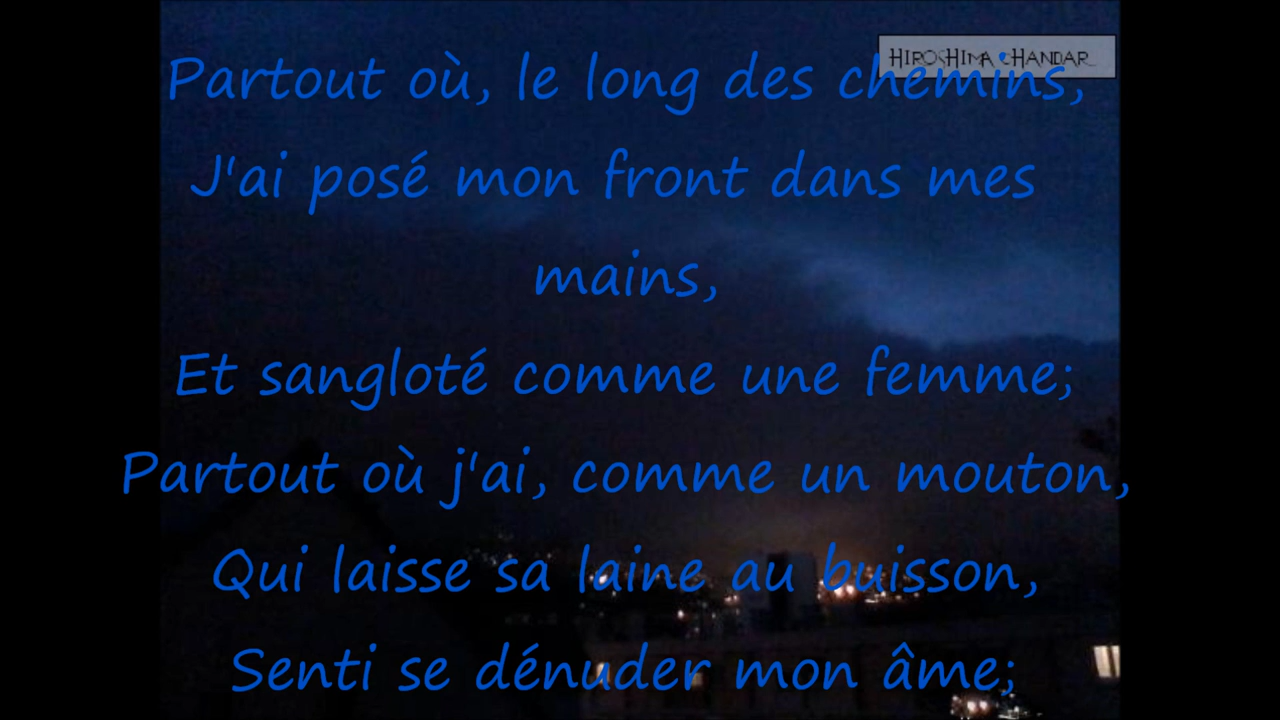 HIROSHIMA CHANDAR
Partout où, le long des chemins,
J'ai posé mon front dans mes
mains,
Et sangloté comme une femme;
Partout où j'ai, comme un mouton,
Qui laisse sa laine au buisson,
Senti se dénuder mon âme;